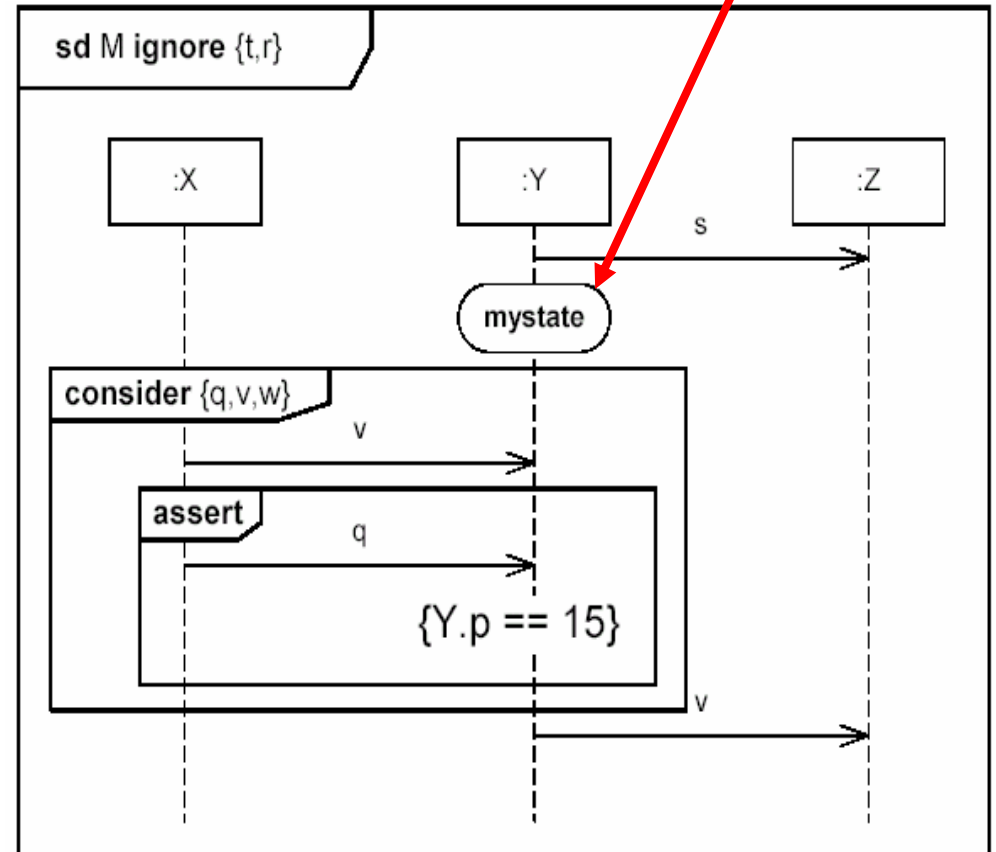 sd M ignore {t,r}
:X
:Y
:Z
s
mystate
consider {q,v,w}
v
assert
q
{Y.p == 15}
v